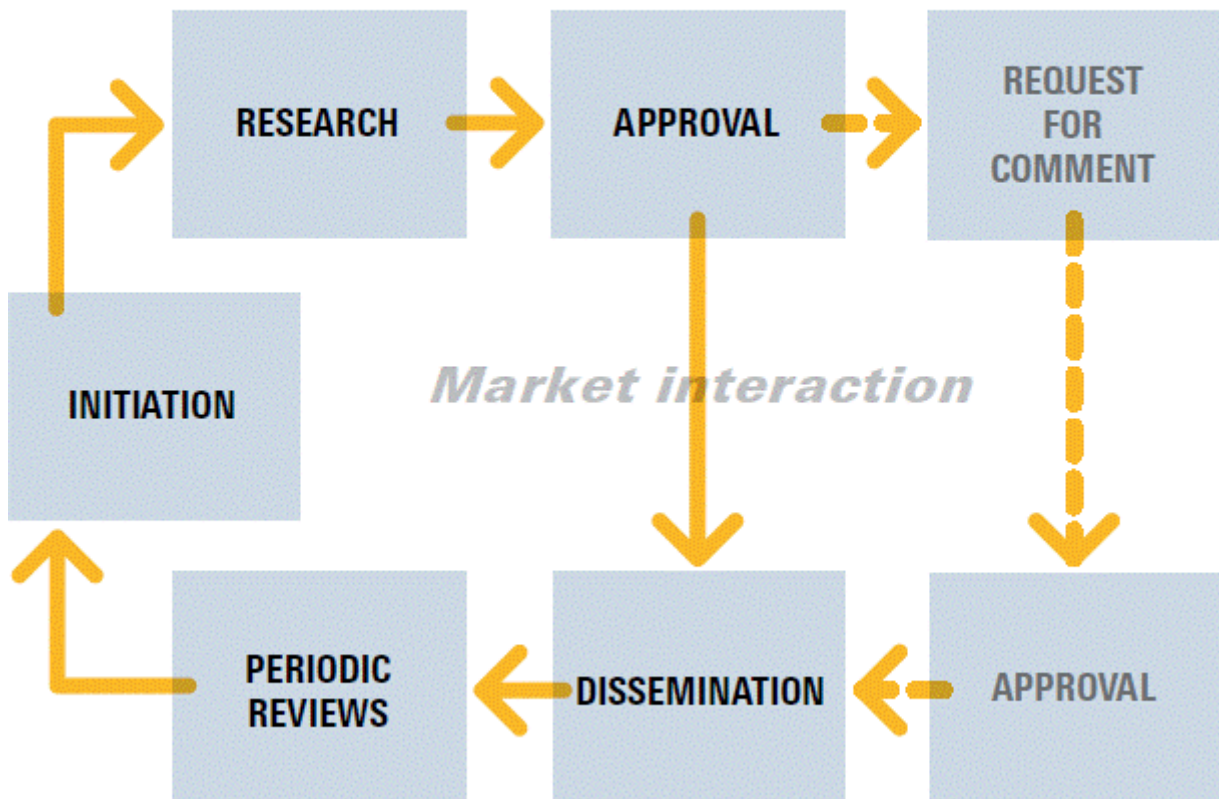 RESEARCH
APPROVAL
REQUEST
FOR
COMMENT
INITIATION
Market interaction
PERIODIC
REVIEWS
DISSEMINATION
APPROVAL